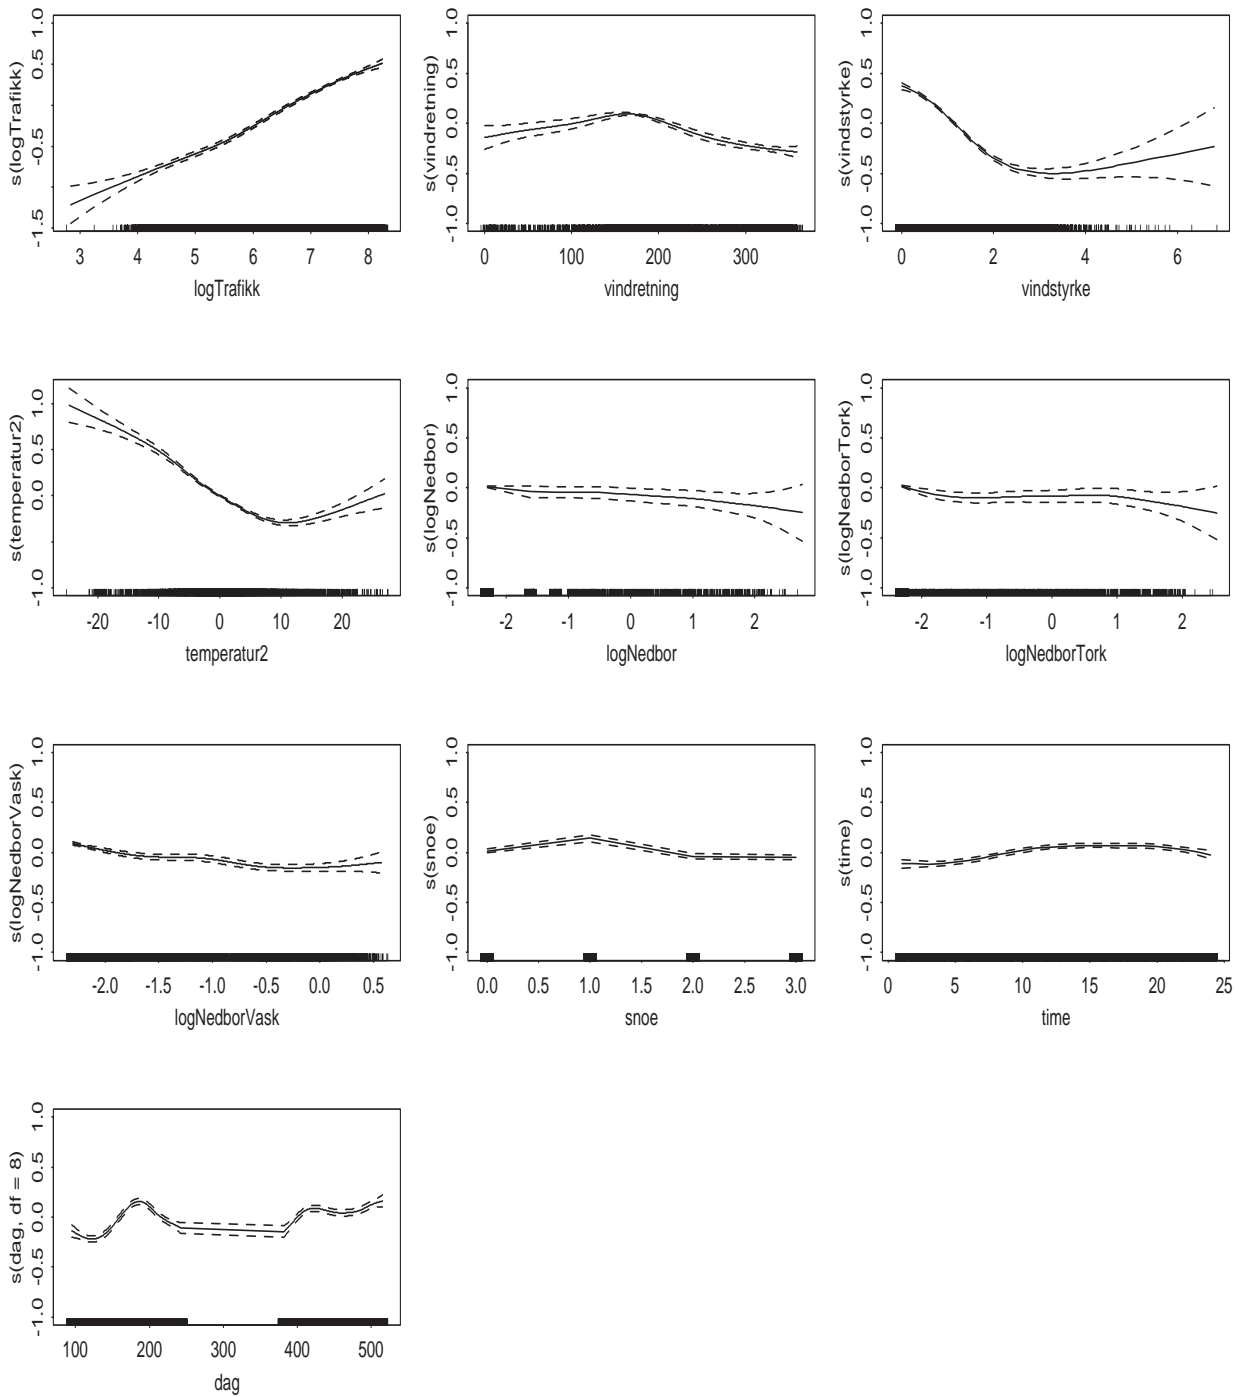 s(logTrafikk)
1.0
0.5
-0.5
-1.5
3 4 5 6 7 8
logTrafikk
s(vindretning)
1.0
0.5
0.0
-0.5
-1.0
0 100 200 300
vindretning
s(vindstyrke)
1.0
0.5
0.0
-0.5
-1.0
0 2 4 6
vindstyrke
s(temperatur2)
1.0
0.5
0.0
-1.0
-20 -10 0 10 20
temperatur2
s(logNedbor)
1.0
0.5
0.0
-0.5
-1.0
-2 -1 0 1 2
logNedbor
s(logNedborTork)
1.0
0.5
0.0
-0.5
-1.0
-2 -1 0 1 2
logNedborTork
s(logNedborVask)
1.0
0.5
0.0
-0.5
-1.0
-2.0 -1.5 -1.0 -0.5 0.0 0.5
logNedborVask
s(snoe)
1.0
0.5
0.0
-0.5
-1.0
0.0 0.5 1.0 1.5 2.0 2.5 3.0
snoe
s(time)
1.0
0.5
0.0
-0.5
-1.0
0 5 10 15 20 25
time
s(dag, df = 8)
1.0
0.5
0.0
-0.5
-1.0
100 200 300 400 500
dag